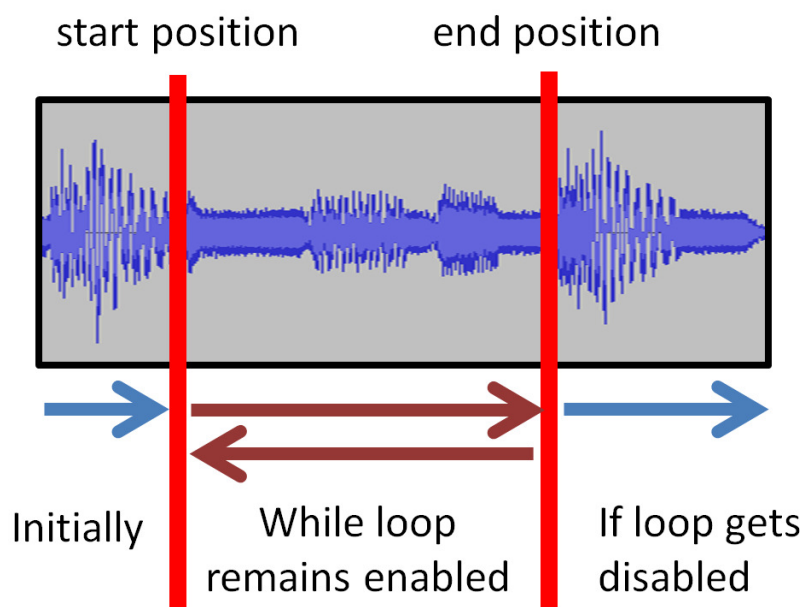 start position
end position
Initially
While loop
remains enabled
If loop gets
disabled